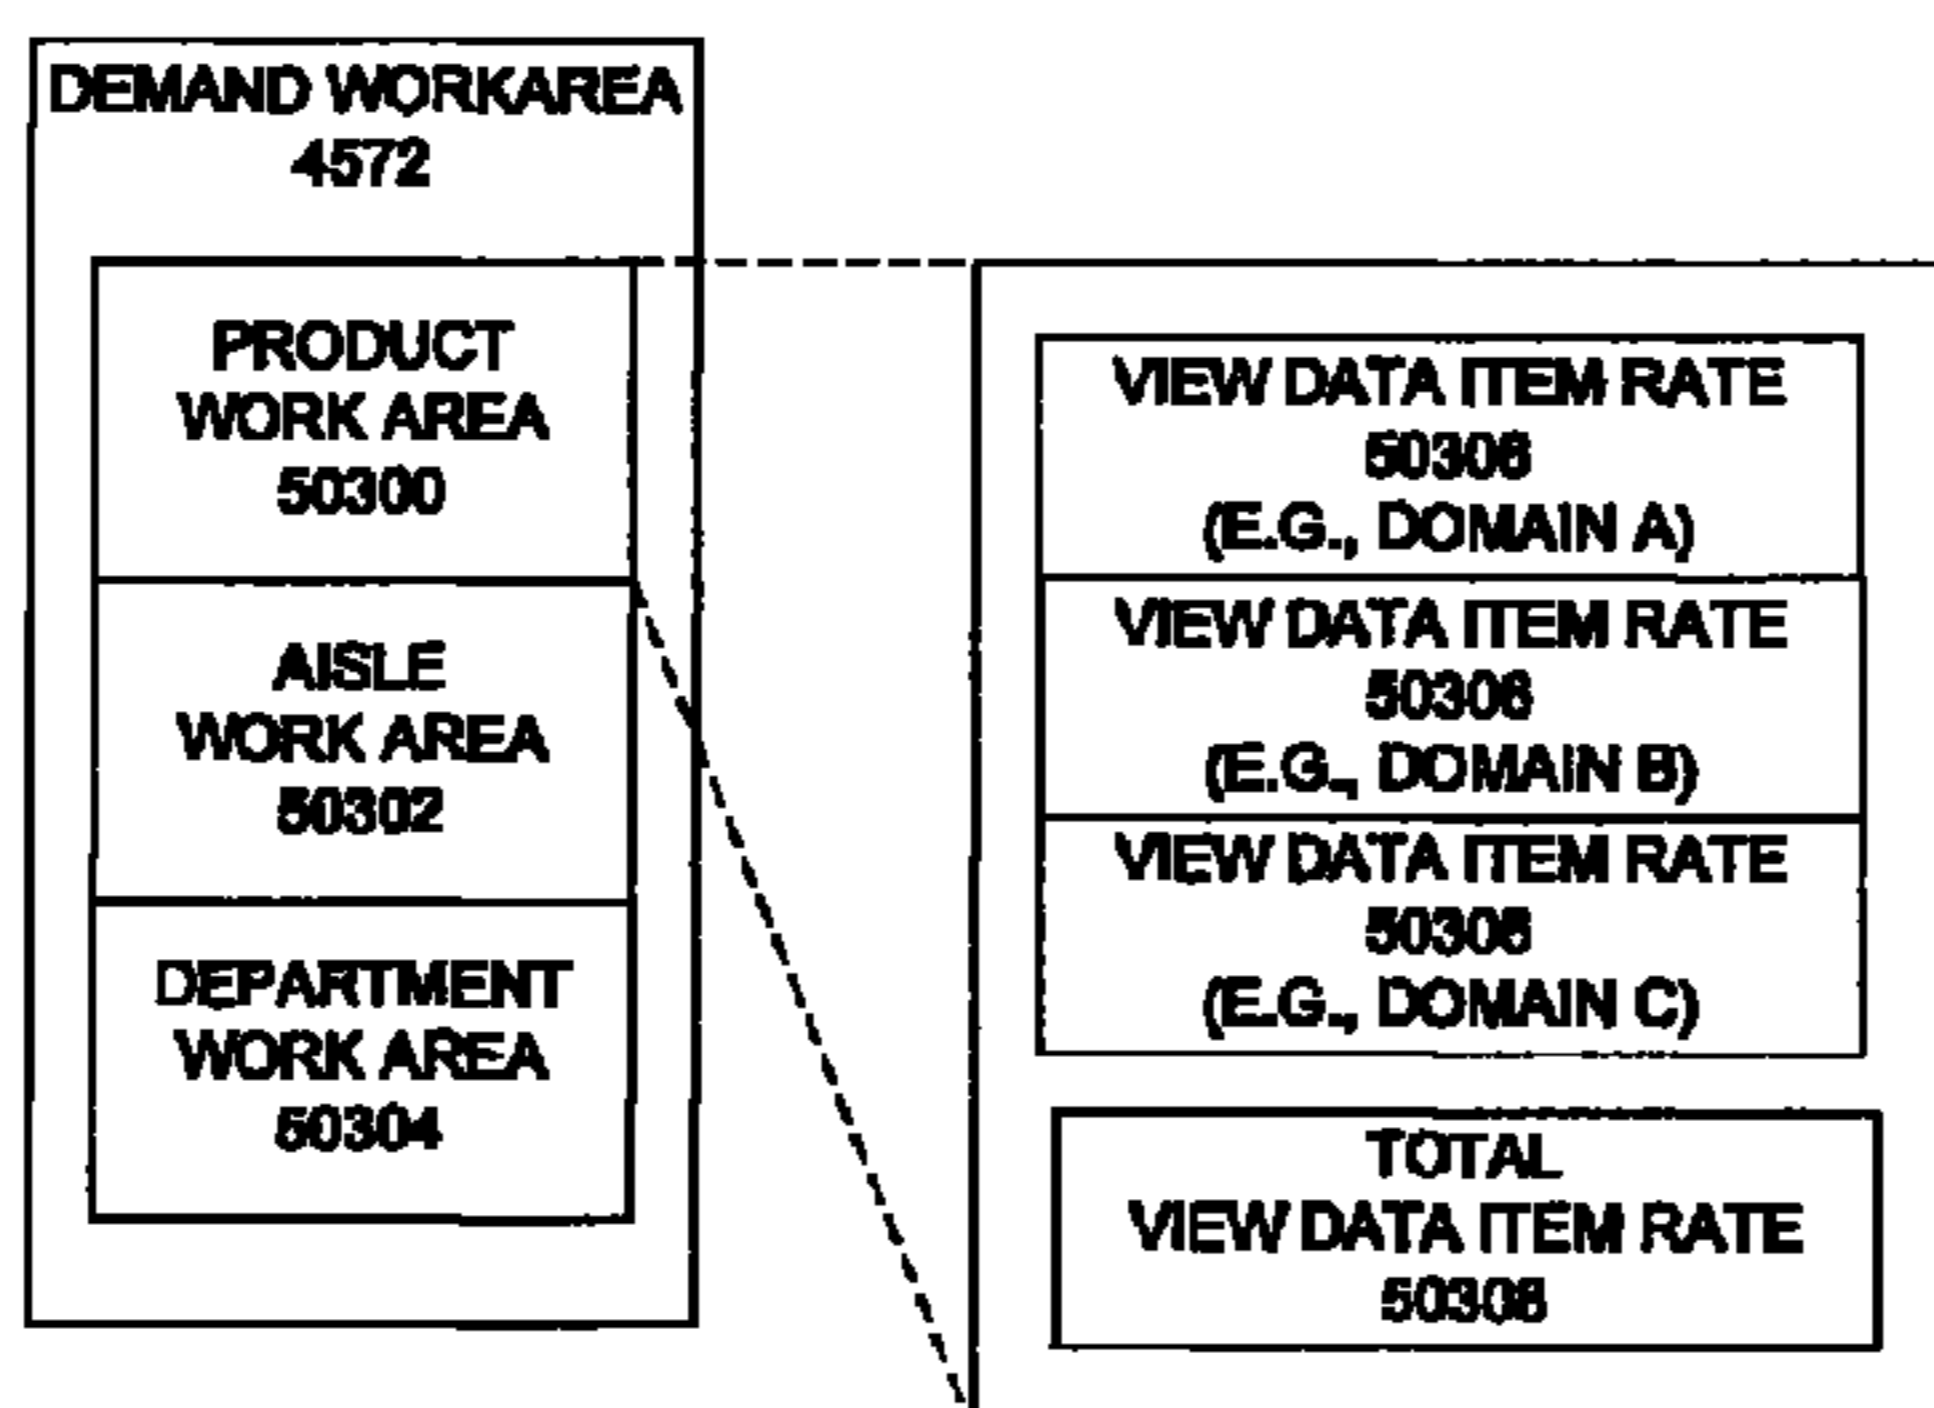 DEMAND WORKAREA
4572
PRODUCT
WORK AREA
50300
AISLE
WORK AREA
50302
DEPARTMENT
WORK AREA
50304
VIEW DATA ITEM RATE
50306
(E.G., DOMAIN A)
VIEW DATA ITEM RATE
50306
(E.G., DOMAIN B)
VIEW DATA ITEM RATE
50306
(E.G., DOMAIN C)
TOTAL
VIEW DATA ITEM RATE
50308